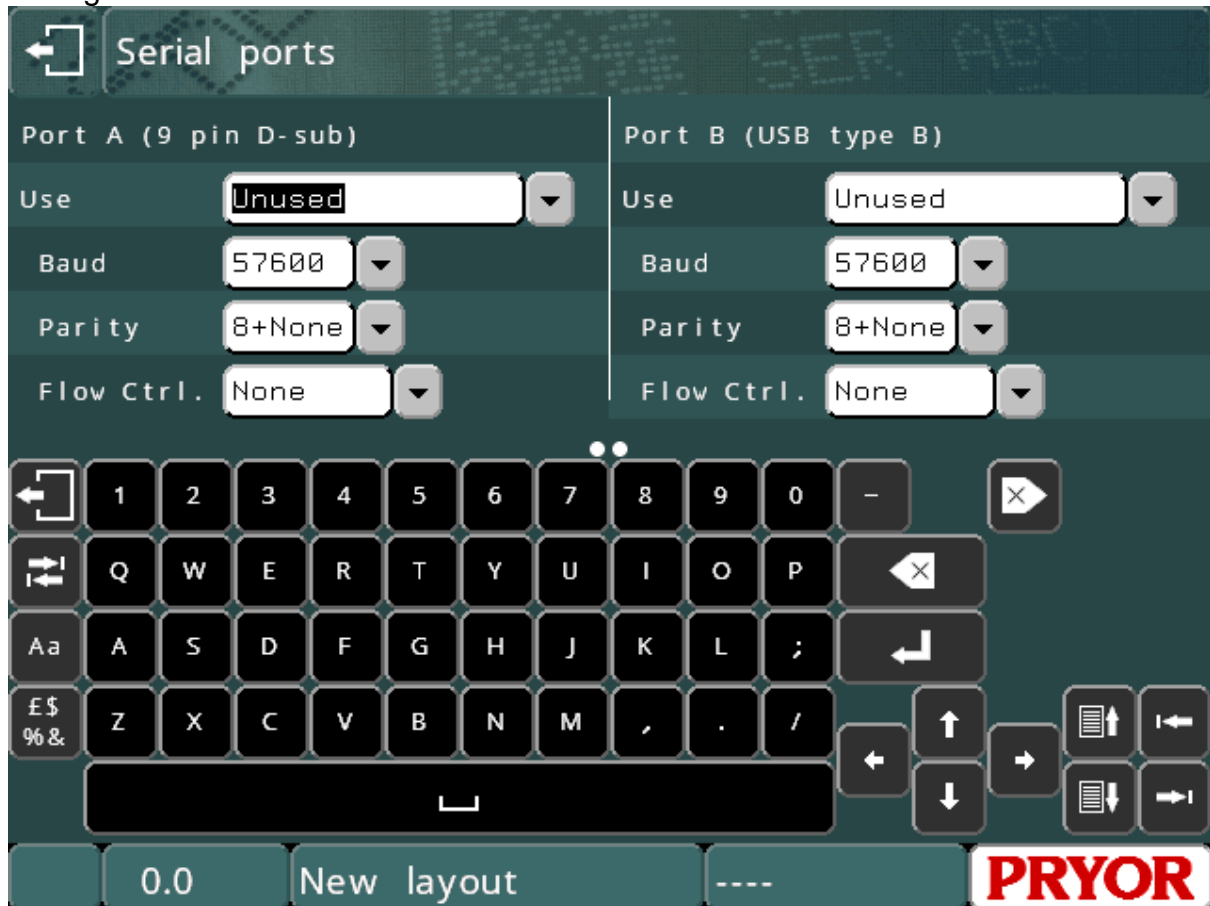 Serial ports
Port A (9 pin D-sub)
Port B (USB type B)
Use Unused
Use Unused
Baud 57600
Baud 57600
Parity 8+None
Parity 8+None
Flow Ctrl. None
Flow Ctrl. None
1 2 3 4 5 6 7 8 9 0 -
Q W E R T Y U I O P
Aa A S D F G H J K L ;
£$ %& Z X C V B N M , . /
0.0 New layout ---- PRYOR